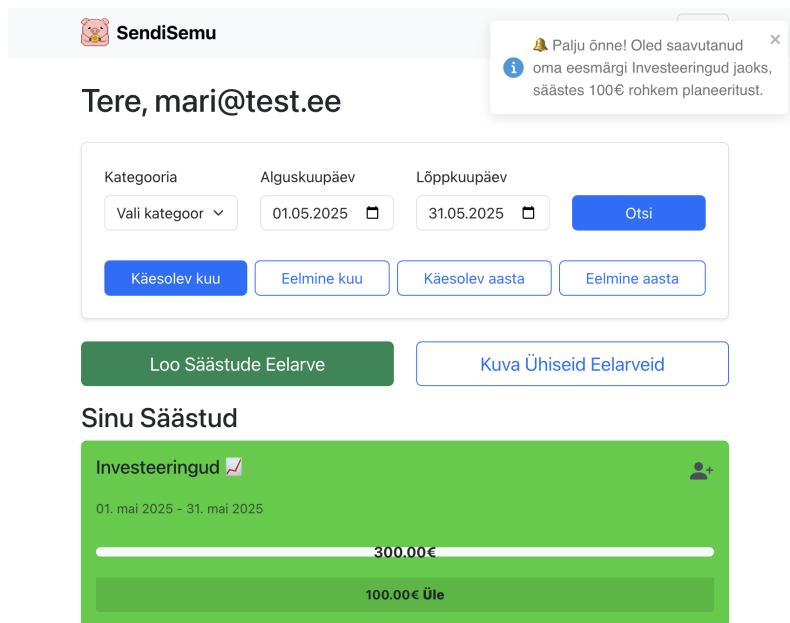 SendiSemu
🔔 Palju õnne! Oled saavutanud
oma eesmärgi Investeeringud jaoks,
säästes 100€ rohkem planeeritust.
Tere, mari@test.ee
Kategooria
Alguskuupäev
Lõppkuupäev
Vali kategoor
01.05.2025
31.05.2025
Otsi
Käesolev kuu
Eelmine kuu
Käesolev aasta
Eelmine aasta
Loo Säästude Eelarve
Kuva Ühiseid Eelarveid
Sinu Säästud
Investeeringud 📈
01. mai 2025 - 31. mai 2025
300.00€
100.00€ Üle